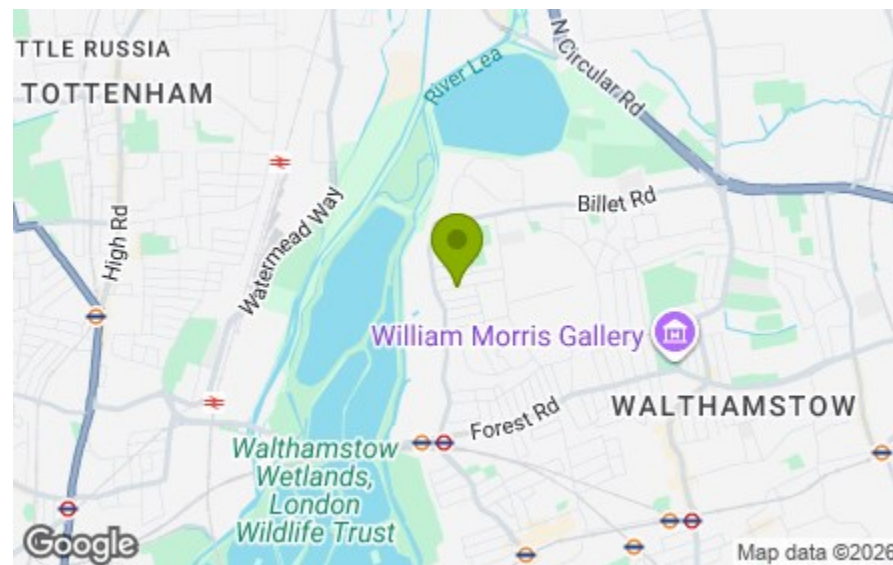 TTLE RUSSIA
TOTTENHAM
River Lea
N Circular Rd
Billet Rd
High Rd
Watermead Way
William Morris Gallery
Forest Rd
WALTHAMSTOW
Walthamstow
Wetlands,
London
Wildlife Trust
Google
Map data ©2026